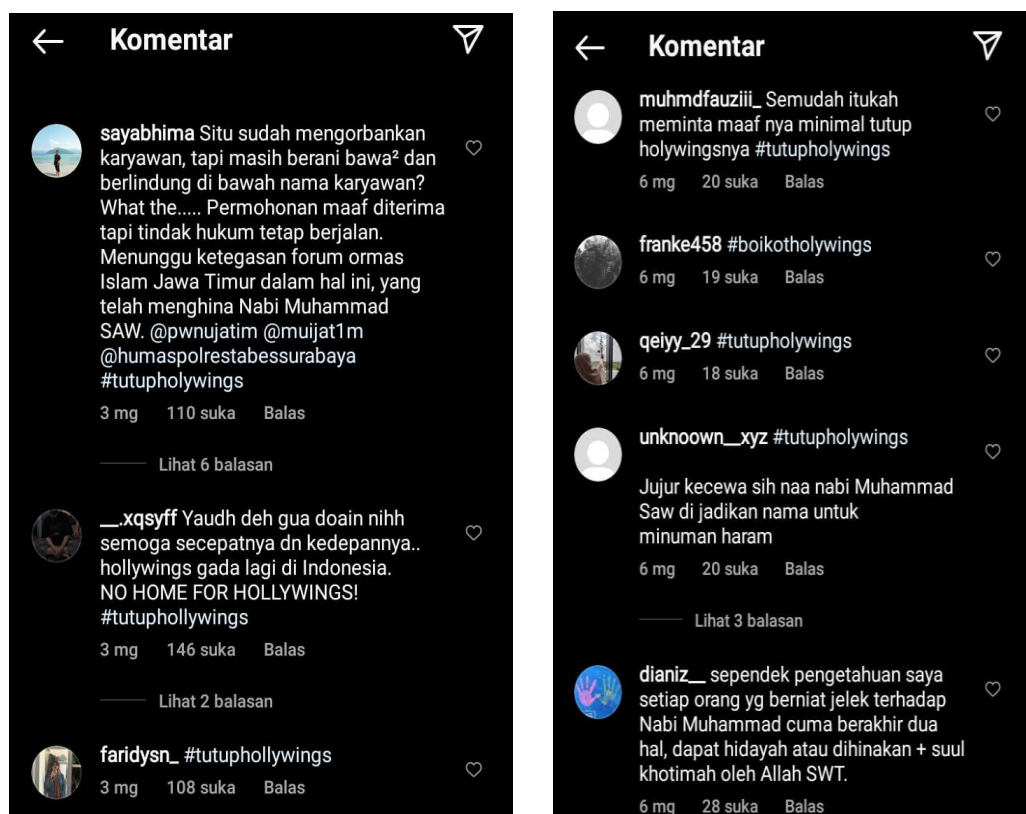 Komentar
sayabhima Situ sudah mengorbankan
karyawan, tapi masih berani bawa² dan
berlindung di bawah nama karyawan?
What the..... Permohonan maaf diterima
tapi tindak hukum tetap berjalan.
Menunggu ketegasan forum ormas
Islam Jawa Timur dalam hal ini, yang
telah menghina Nabi Muhammad
SAW. @pwnujatim @muijat1m
@humaspolrestabessurabaya
#tutupholywings
3 mg 110 suka Balas
Lihat 6 balasan
__.xqsyff Yaudh deh gua doain nihh
semoga secepatnya dn kedepannya..
hollywings gada lagi di Indonesia.
NO HOME FOR HOLLYWINGS!
#tutuphollywings
3 mg 146 suka Balas
Lihat 2 balasan
faridysn_ #tutuphollywings
3 mg 108 suka Balas
Komentar
muhmdfauziii_ Semudah itukah
meminta maaf nya minimal tutup
holywingsnya #tutupholywings
6 mg 20 suka Balas
franke458 #boikotholywings
6 mg 19 suka Balas
qeiyy_29 #tutupholywings
6 mg 18 suka Balas
unknoown__xyz #tutupholywings
Jujur kecewa sih naa nabi Muhammad
Saw di jadikan nama untuk
minuman haram
6 mg 20 suka Balas
Lihat 3 balasan
dianiz__ sependek pengetahuan saya
setiap orang yg berniat jelek terhadap
Nabi Muhammad cuma berakhir dua
hal, dapat hidayah atau dihinakan + suul
khotimah oleh Allah SWT.
6 mg 28 suka Balas